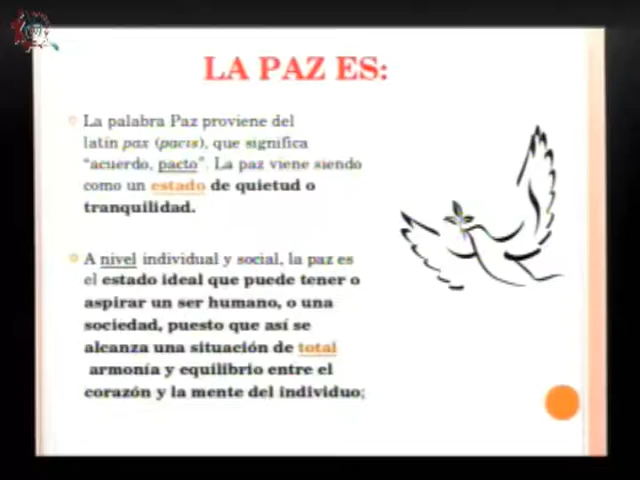 LA PAZ ES:
La palabra Paz proviene del
latín pax (pacis), que significa
"acuerdo, pacto". La paz viene siendo
como un estado de quietud o
tranquilidad.
A nivel individual y social, la paz es
el estado ideal que puede tener o
aspirar un ser humano, o una
sociedad, puesto que así se
alcanza una situación de total
armonía y equilibrio entre el
corazón y la mente del individuo;